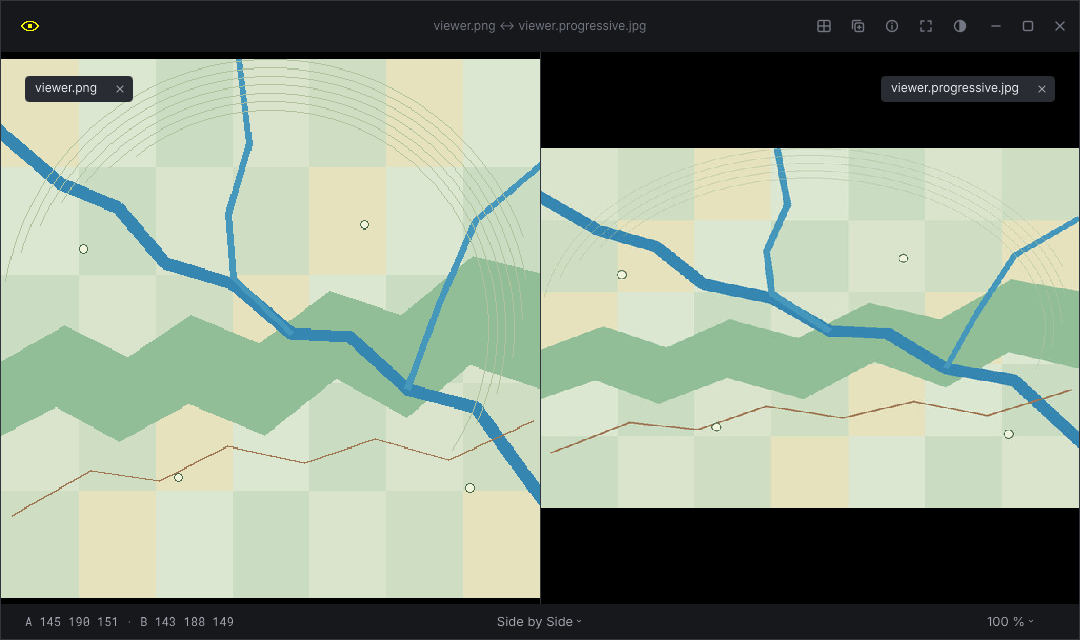 viewer.png ↔ viewer.progressive.jpg
viewer.png ×
viewer.progressive.jpg ×
A 145 190 151 · B 143 188 149
Side by Side
100 %